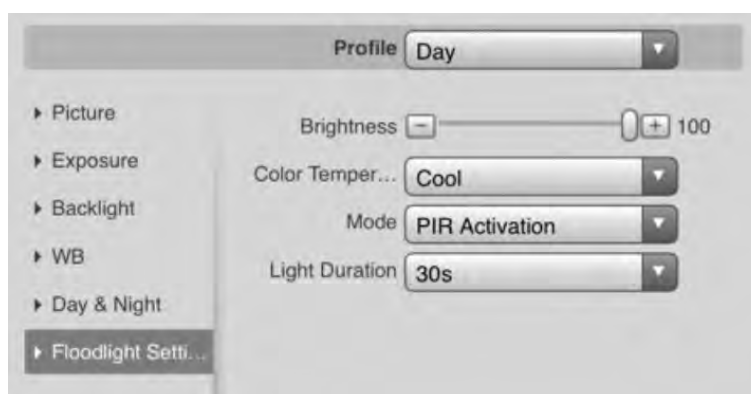 Profile Day
Picture
Brightness - + 100
Exposure
Color Temper... Cool
Backlight
Mode PIR Activation
WB
Light Duration 30s
Day & Night
Floodlight Setti...